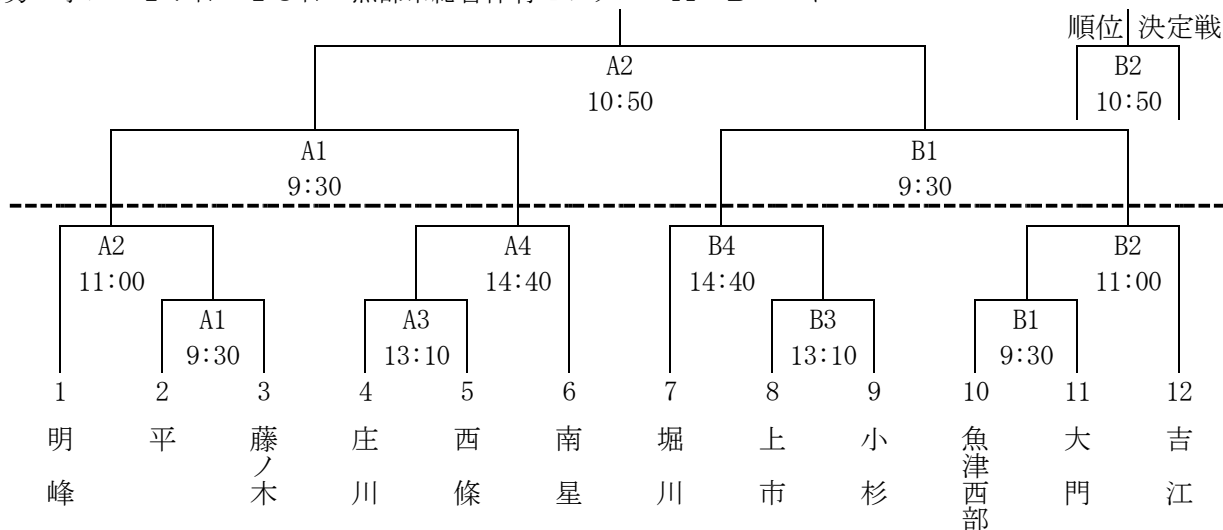 順位 決定戦
A2 B2
10:50 10:50
A1 B1
9:30 9:30
A2 A4 B4 B2
11:00 14:40 14:40 11:00
A1 A3 B3 B1
9:30 13:10 13:10 9:30
1 2 3 4 5 6 7 8 9 10 11 12
明峰 平 藤ノ木 庄川 西條 南星 堀川 上市 小杉 魚津西部 大門 吉江